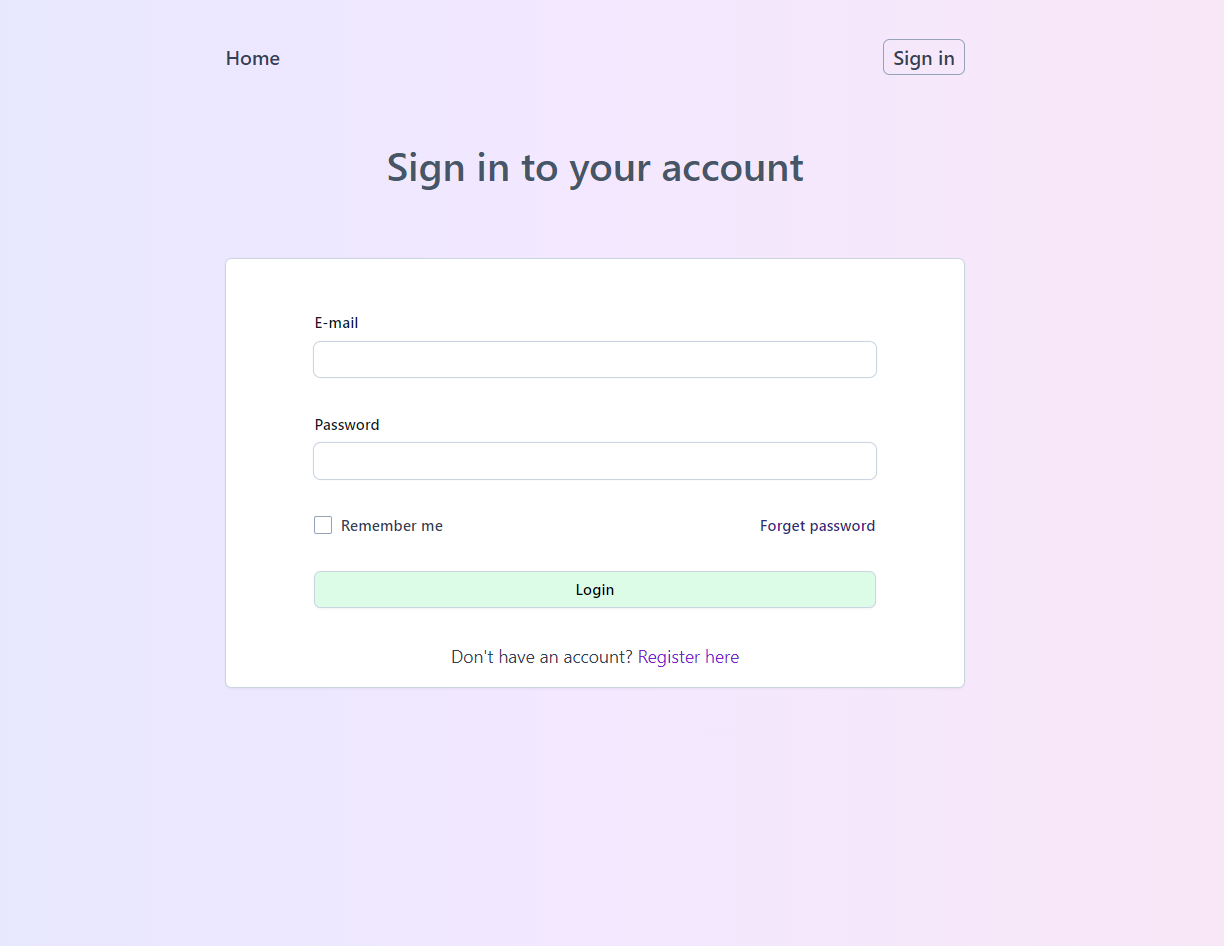 Home Sign in
Sign in to your account
E-mail
Password
Remember me Forget password
Login
Don't have an account? Register here